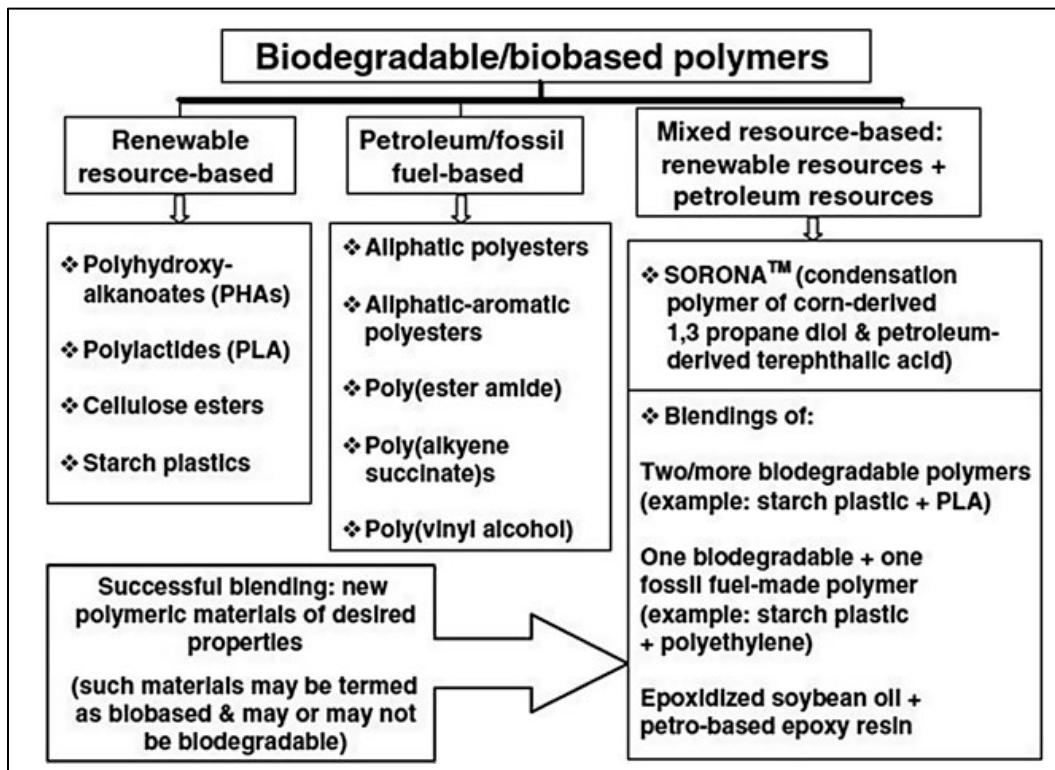 Biodegradable/biobased polymers
Renewable
resource-based
Petroleum/fossil
fuel-based
Mixed resource-based:
renewable resources +
petroleum resources
❖ Polyhydroxy-
alkanoates (PHAs)
❖ Polylactides (PLA)
❖ Cellulose esters
❖ Starch plastics
❖ Aliphatic polyesters
❖ Aliphatic-aromatic
polyesters
❖ Poly(ester amide)
❖ Poly(alkyene
succinate)s
❖ Poly(vinyl alcohol)
❖ SORONA™ (condensation
polymer of corn-derived
1,3 propane diol & petroleum-
derived terephthalic acid)
❖ Blendings of:
Two/more biodegradable polymers
(example: starch plastic + PLA)
One biodegradable + one
fossil fuel-made polymer
(example: starch plastic
+ polyethylene)
Epoxidized soybean oil +
petro-based epoxy resin
Successful blending: new
polymeric materials of desired
properties
(such materials may be termed
as biobased & may or may not
be biodegradable)